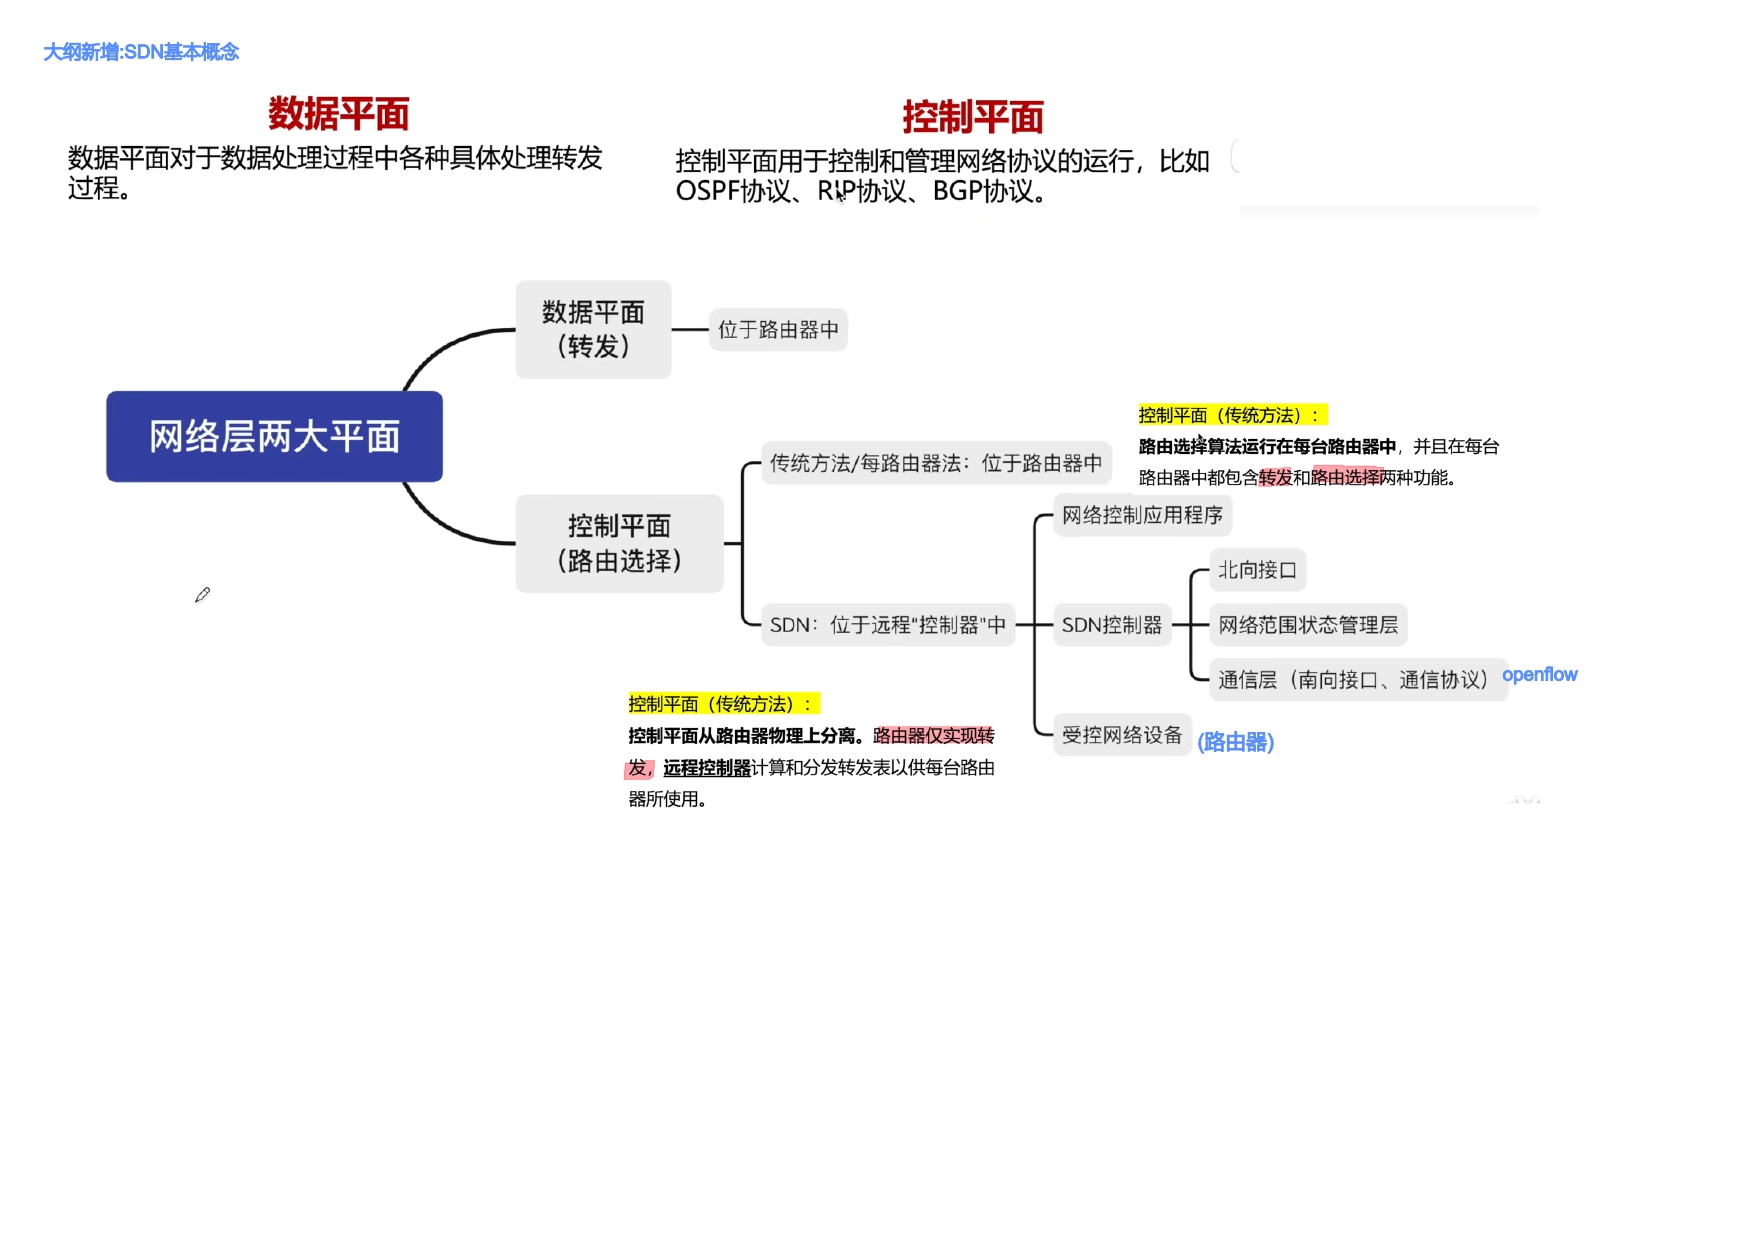 大纲新增:SDN基本概念
数据平面
数据平面对于数据处理过程中各种具体处理转发
过程。
控制平面
控制平面用于控制和管理网络协议的运行，比如
OSPF协议、RIP协议、BGP协议。
网络层两大平面
数据平面
（转发）
位于路由器中
控制平面
（路由选择）
传统方法/每路由器法：位于路由器中
控制平面（传统方法）：
路由选择算法运行在每台路由器中，并且在每台
路由器中都包含转发和路由选择两种功能。
SDN：位于远程“控制器”中
网络控制应用程序
SDN控制器
北向接口
网络范围状态管理层
通信层（南向接口、通信协议）
openflow
受控网络设备
(路由器)
控制平面（传统方法）：
控制平面从路由器物理上分离。路由器仅实现转
发，远程控制器计算和分发转发表以供每台路由
器所使用。